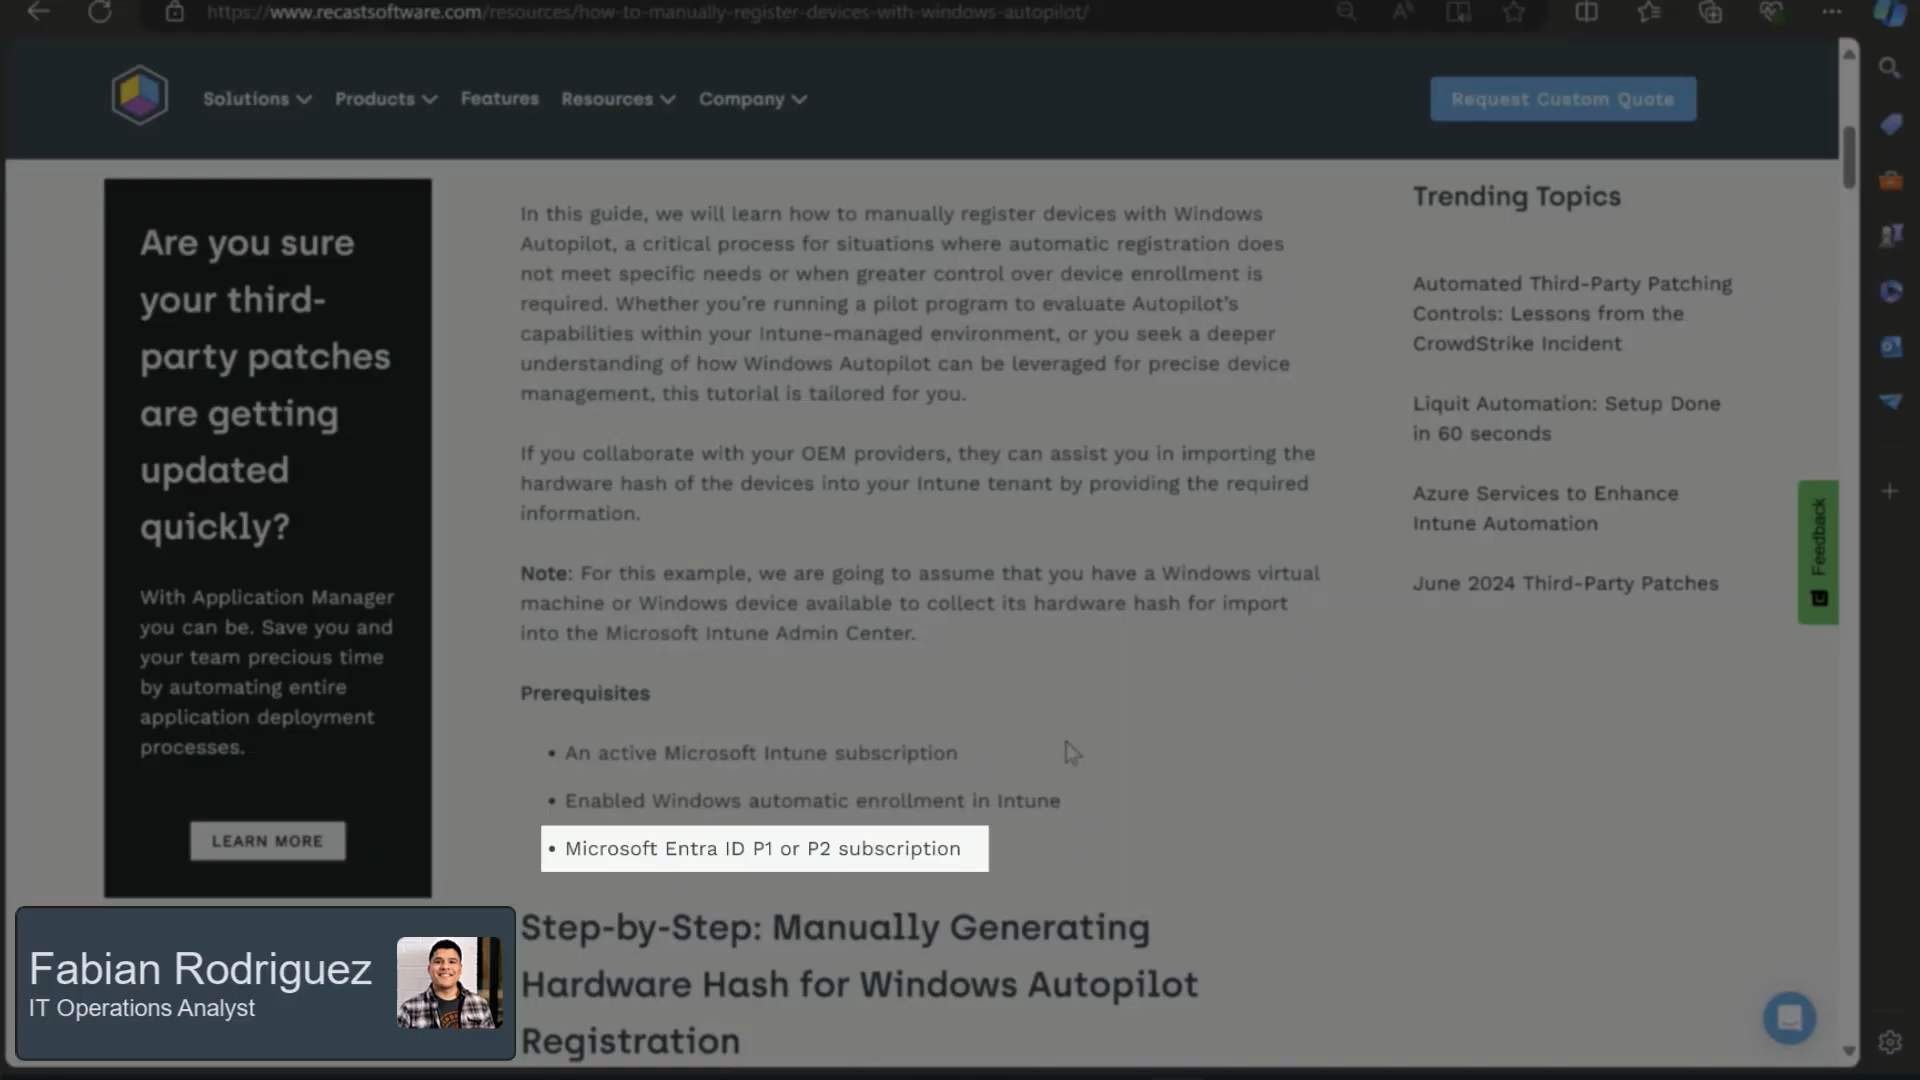 https://www.recastsoftware.com/resources/how-to-manually-register-devices-with-windows-autopilot/
Solutions
Products
Features
Resources
Company
Request Custom Quote
Are you sure
your third-
party patches
are getting
updated
quickly?
With Application Manager
you can be. Save you and
your team precious time
by automating entire
application deployment
processes.
LEARN MORE
In this guide, we will learn how to manually register devices with Windows
Autopilot, a critical process for situations where automatic registration does
not meet specific needs or when greater control over device enrollment is
required. Whether you're running a pilot program to evaluate Autopilot's
capabilities within your Intune-managed environment, or you seek a deeper
understanding of how Windows Autopilot can be leveraged for precise device
management, this tutorial is tailored for you.
If you collaborate with your OEM providers, they can assist you in importing the
hardware hash of the devices into your Intune tenant by providing the required
information.
Note: For this example, we are going to assume that you have a Windows virtual
machine or Windows device available to collect its hardware hash for import
into the Microsoft Intune Admin Center.
Prerequisites
• An active Microsoft Intune subscription
• Enabled Windows automatic enrollment in Intune
• Microsoft Entra ID P1 or P2 subscription
Step-by-Step: Manually Generating
Hardware Hash for Windows Autopilot
Registration
Trending Topics
Automated Third-Party Patching
Controls: Lessons from the
CrowdStrike Incident
Liquit Automation: Setup Done
in 60 seconds
Azure Services to Enhance
Intune Automation
June 2024 Third-Party Patches
Feedback
Fabian Rodriguez
IT Operations Analyst